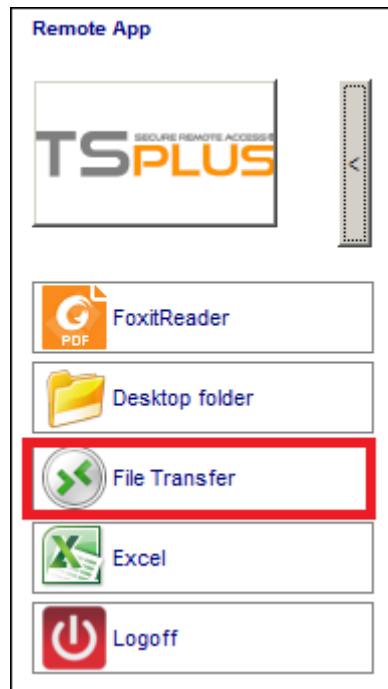 Remote App
SECURE REMOTE ACCESS
TSPLUS
<
FoxitReader
PDF
Desktop folder
File Transfer
Excel
Logoff